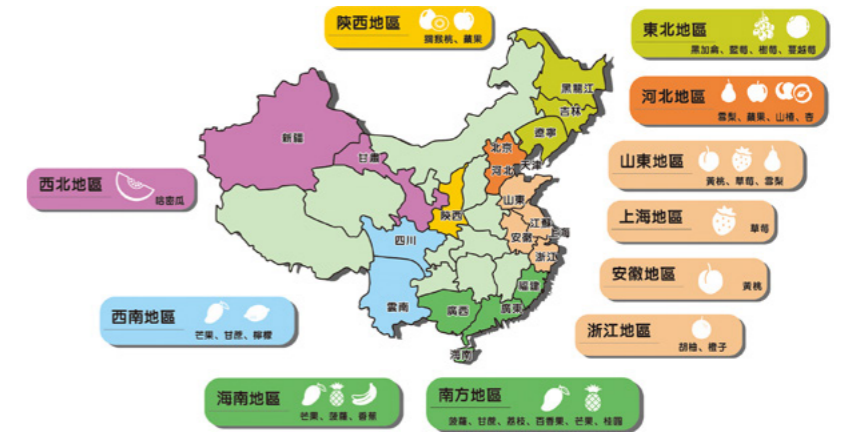 陝西地區
獼猴桃、蘋果
東北地區
黑加侖、藍莓、樹莓、蔓越莓
河北地區
雪梨、蘋果、山楂、杏
山東地區
黃桃、草莓、雪梨
上海地區
草莓
安徽地區
黃桃
浙江地區
胡柚、橙子
西北地區
哈密瓜
西南地區
芒果、甘蔗、檸檬
海南地區
芒果、菠蘿、香蕉
南方地區
菠蘿、甘蔗、荔枝、百香果、芒果、桂圓
黑龍江
吉林
遼寧
新疆
甘肅
北京
天津
河北
山東
陝西
江蘇
上海
安徽
浙江
四川
福建
雲南
廣西
廣東
海南